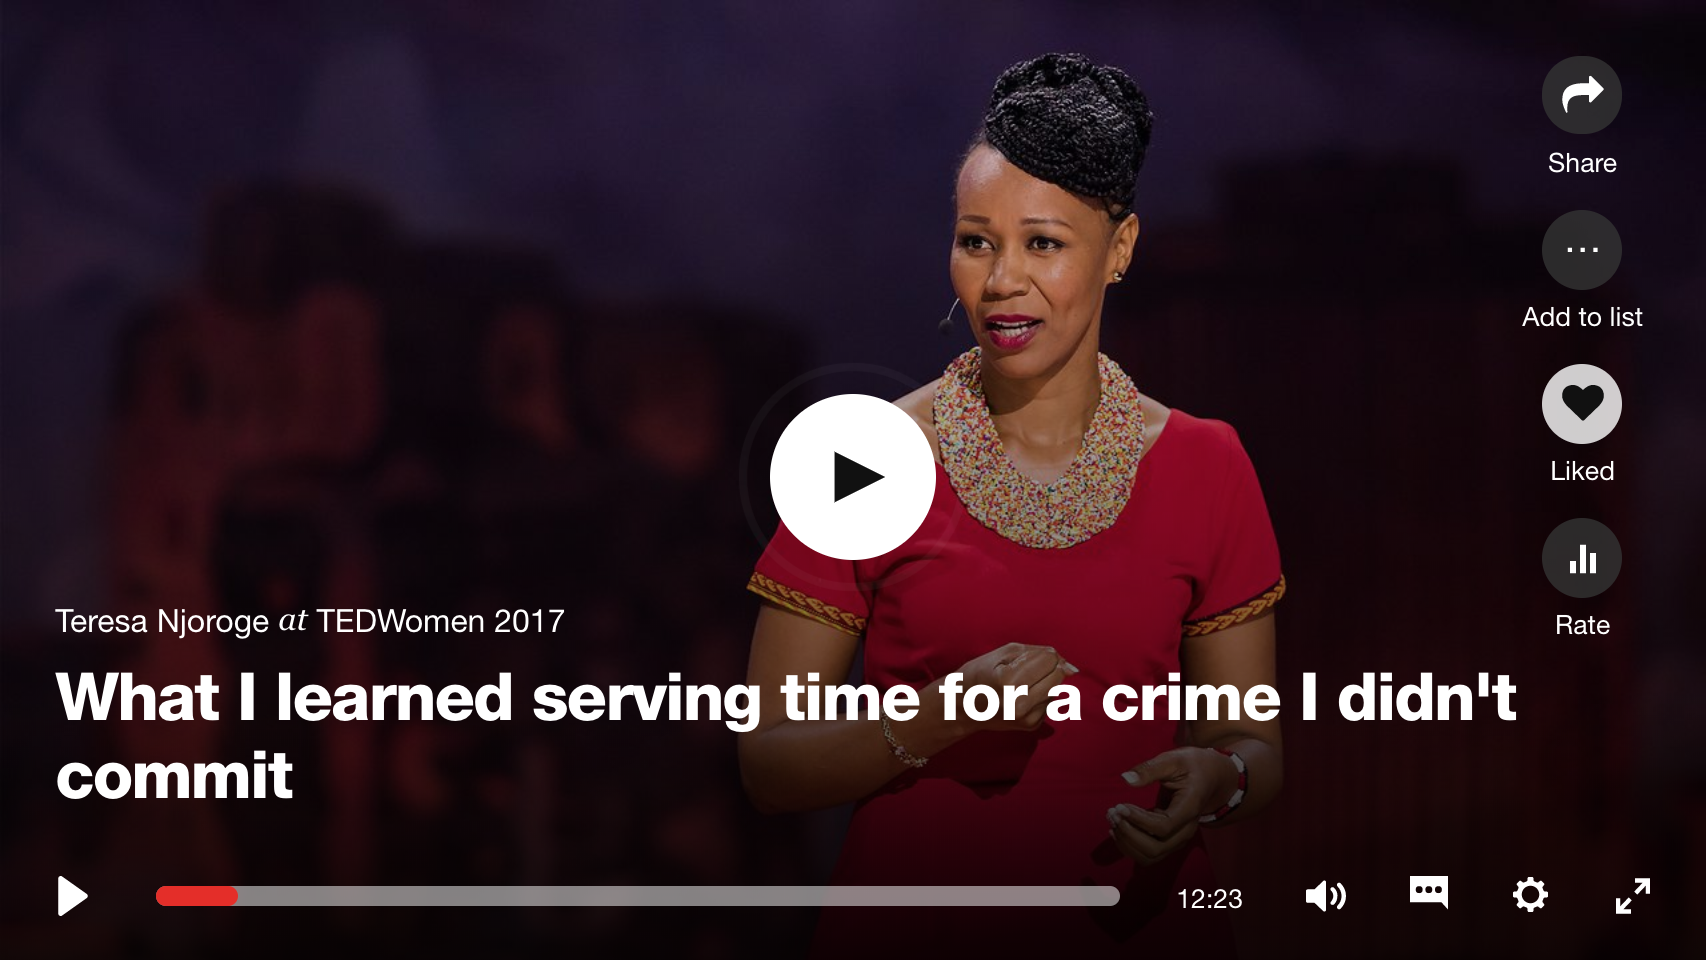 Share
Add to list
Liked
Rate
Teresa Njoroge at TEDWomen 2017
What I learned serving time for a crime I didn't
commit
12:23